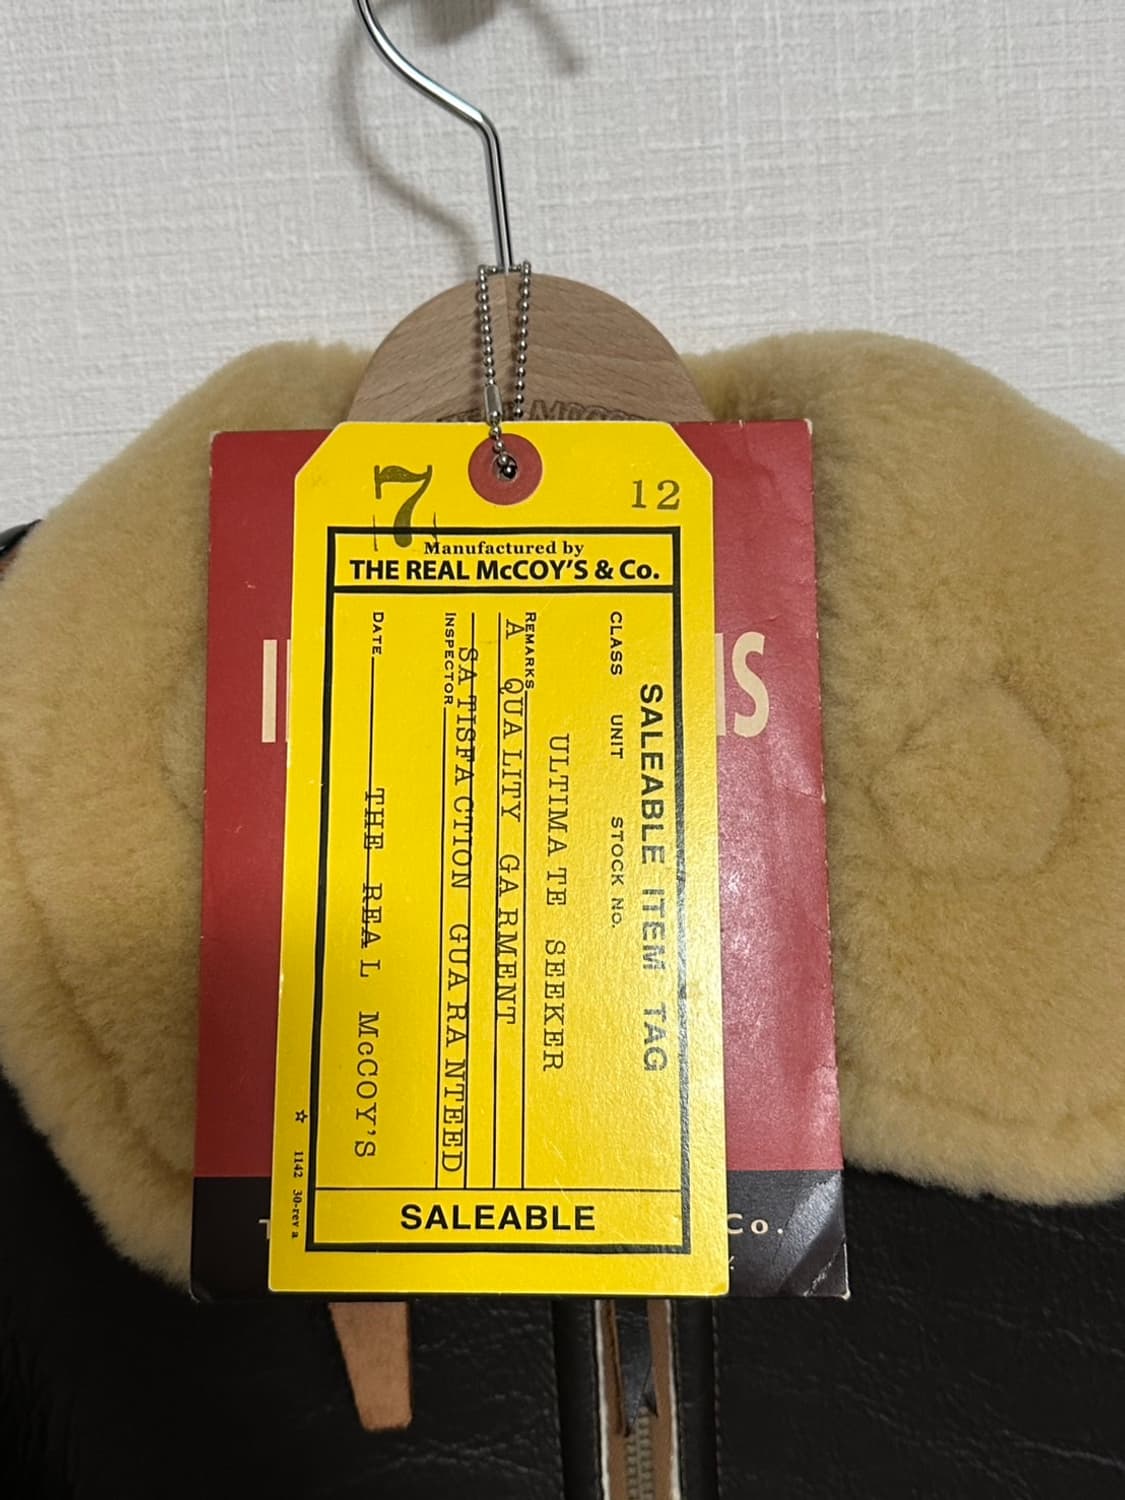 7
12
Manufactured by
THE REAL McCOY'S & Co.
SALEABLE ITEM TAG
CLASS UNIT STOCK NO.
ULTIMATE SEEKER
REMARKS
A QUALITY GARMENT
SATISFACTION GUARANTEED
INSPECTOR
THE REAL McCOY'S
DATE
SALEABLE
☆ 1142 30-rev a
Co.